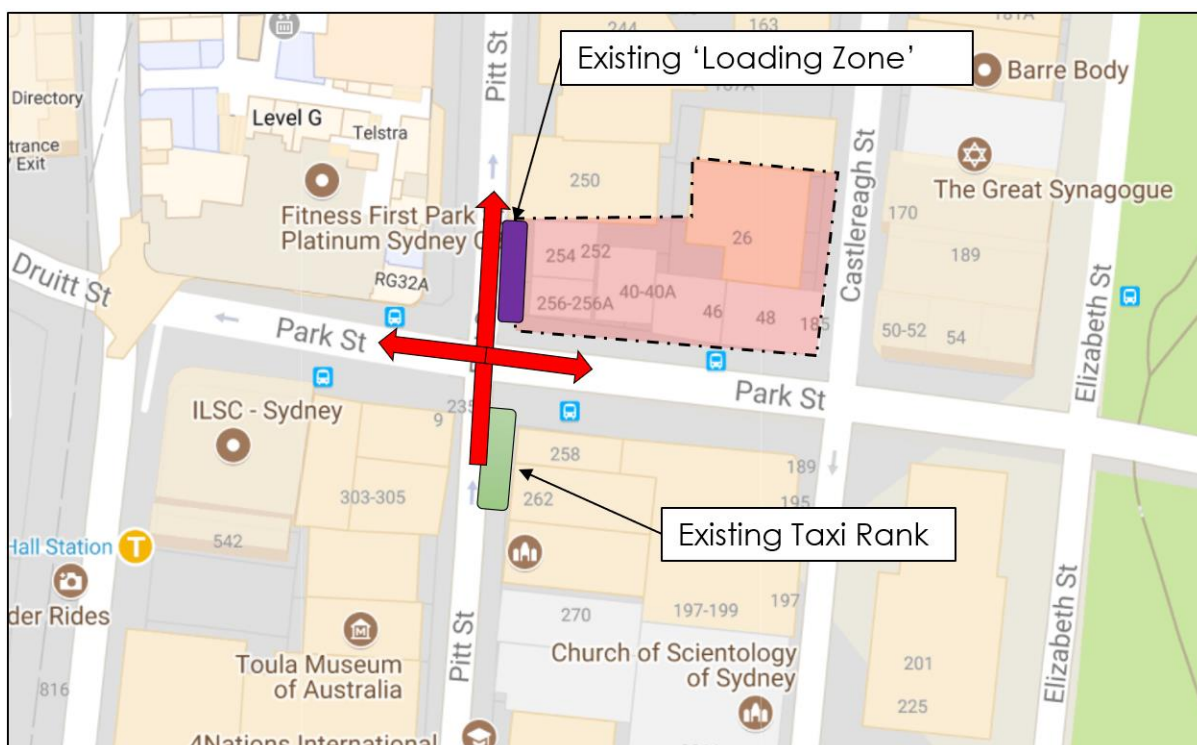 244
163
181A
Existing ‘Loading Zone’
Pitt St
Barre Body
Directory
Level G
Telstra
Castlereagh St
The Great Synagogue
250
Fitness First Park
Platinum Sydney
170
26
189
254
252
256-256A
40-40A
46
48
185
50-52
54
RG32A
Druitt St
Park St
Elizabeth St
Park St
ILSC - Sydney
235
9
258
189
195
303-305
262
Existing Taxi Rank
542
Hall Station
T
der Rides
Pitt St
270
197-199
197
Toula Museum
of Australia
Church of Scientology
of Sydney
Elizabeth St
201
225
816
4Nations International